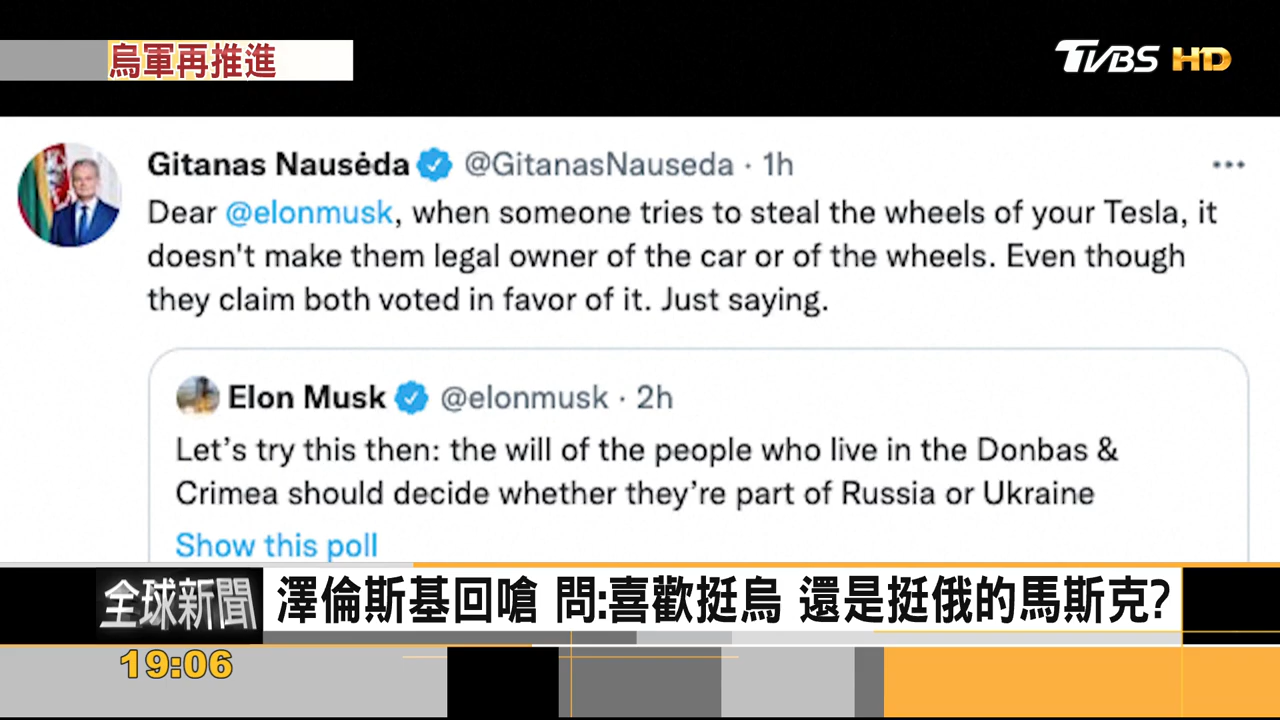 烏軍再推進
TVBS HD
Gitanas Nausėda @GitanasNauseda · 1h
Dear @elonmusk, when someone tries to steal the wheels of your Tesla, it
doesn't make them legal owner of the car or of the wheels. Even though
they claim both voted in favor of it. Just saying.
Elon Musk @elonmusk · 2h
Let’s try this then: the will of the people who live in the Donbas &
Crimea should decide whether they’re part of Russia or Ukraine
Show this poll
全球新聞
澤倫斯基回嗆 問:喜歡挺烏 還是挺俄的馬斯克?
19:06